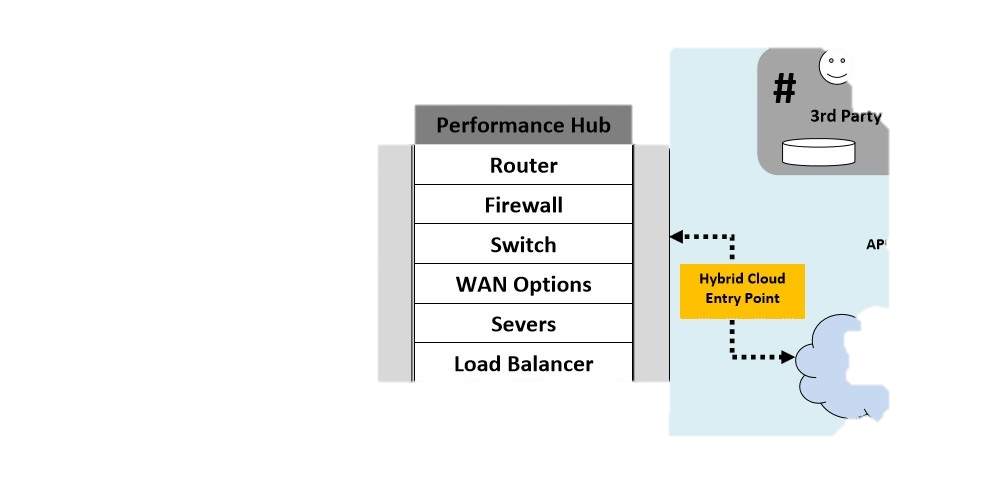 Performance Hub
Router
Firewall
Switch
WAN Options
Severs
Load Balancer
#
3rd Party
Hybrid Cloud
Entry Point